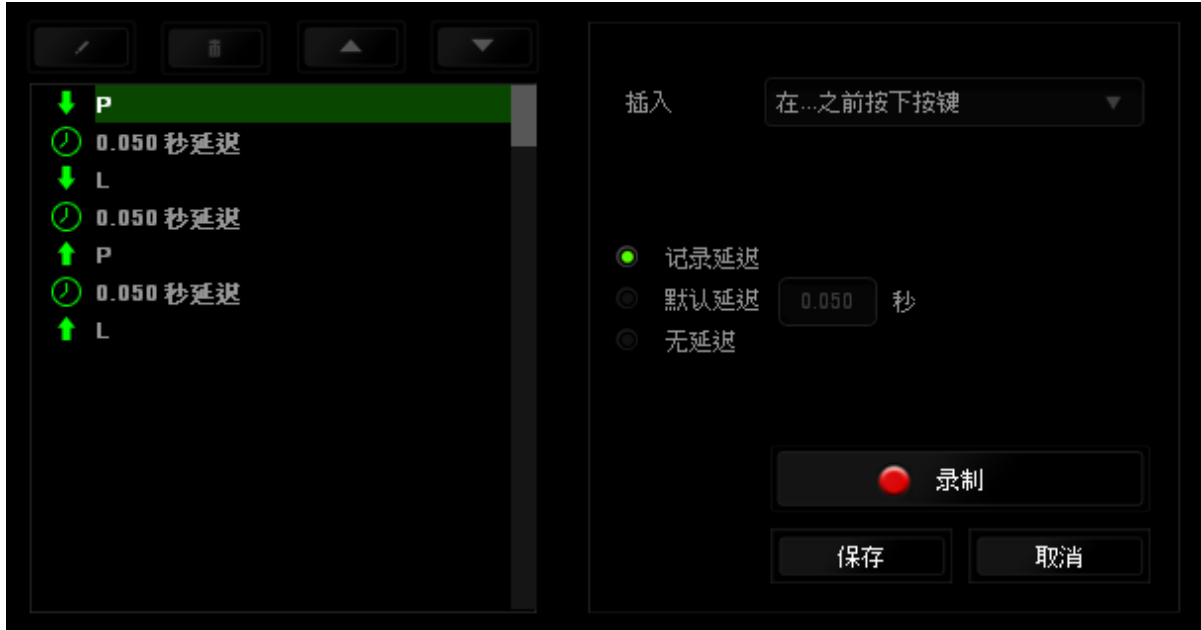 P
0.050 秒延迟
L
0.050 秒延迟
P
0.050 秒延迟
L
插入
在...之前按下按键
记录延迟
默认延迟 0.050 秒
无延迟
录制
保存 取消